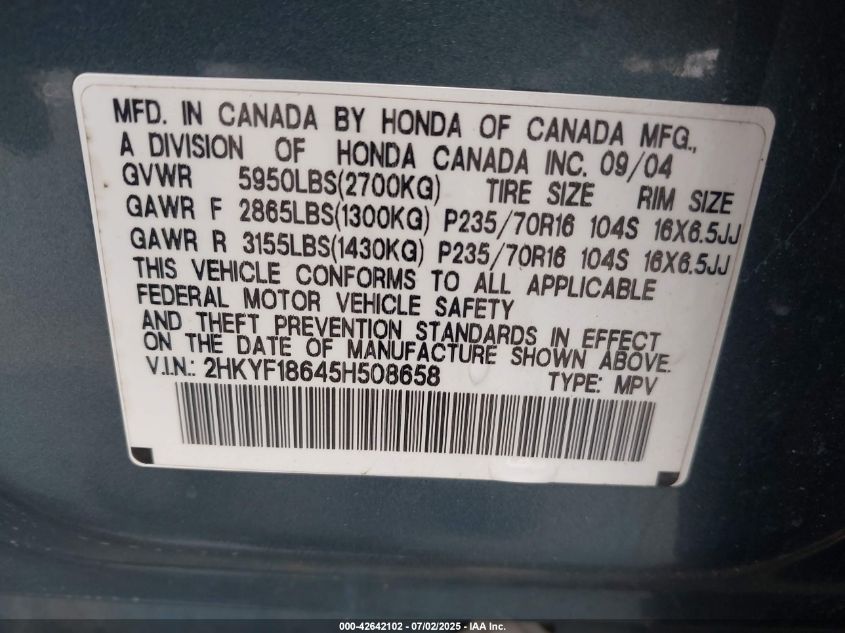 MFD. IN CANADA BY HONDA OF CANADA MFG.,
A DIVISION OF HONDA CANADA INC. 09/04
GVWR 5950LBS(2700KG) TIRE SIZE RIM SIZE
GAWR F 2865LBS(1300KG) P235/70R16 104S 16X6.5JJ
GAWR R 3155LBS(1430KG) P235/70R16 104S 16X6.5JJ
THIS VEHICLE CONFORMS TO ALL APPLICABLE
FEDERAL MOTOR VEHICLE SAFETY
AND THEFT PREVENTION STANDARDS IN EFFECT
ON THE DATE OF MANUFACTURE SHOWN ABOVE.
V.I.N.: 2HKYF18645H508658 TYPE: MPV
000-42642102 - 07/02/2025 - IAA Inc.